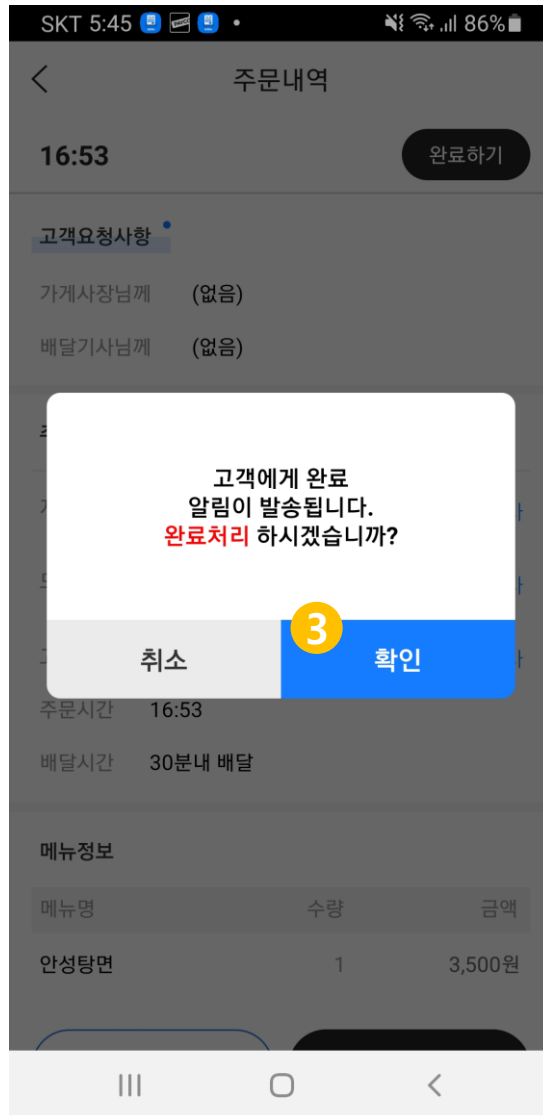 SKT 5:45
86%
주문내역
16:53 완료하기
고객요청사항
가게사장님께 (없음)
배달기사님께 (없음)
고객에게 완료
알림이 발송됩니다.
완료처리 하시겠습니까?
3
취소 확인
주문시간 16:53
배달시간 30분내 배달
메뉴정보
메뉴명 수량 금액
안성탕면 1 3,500원